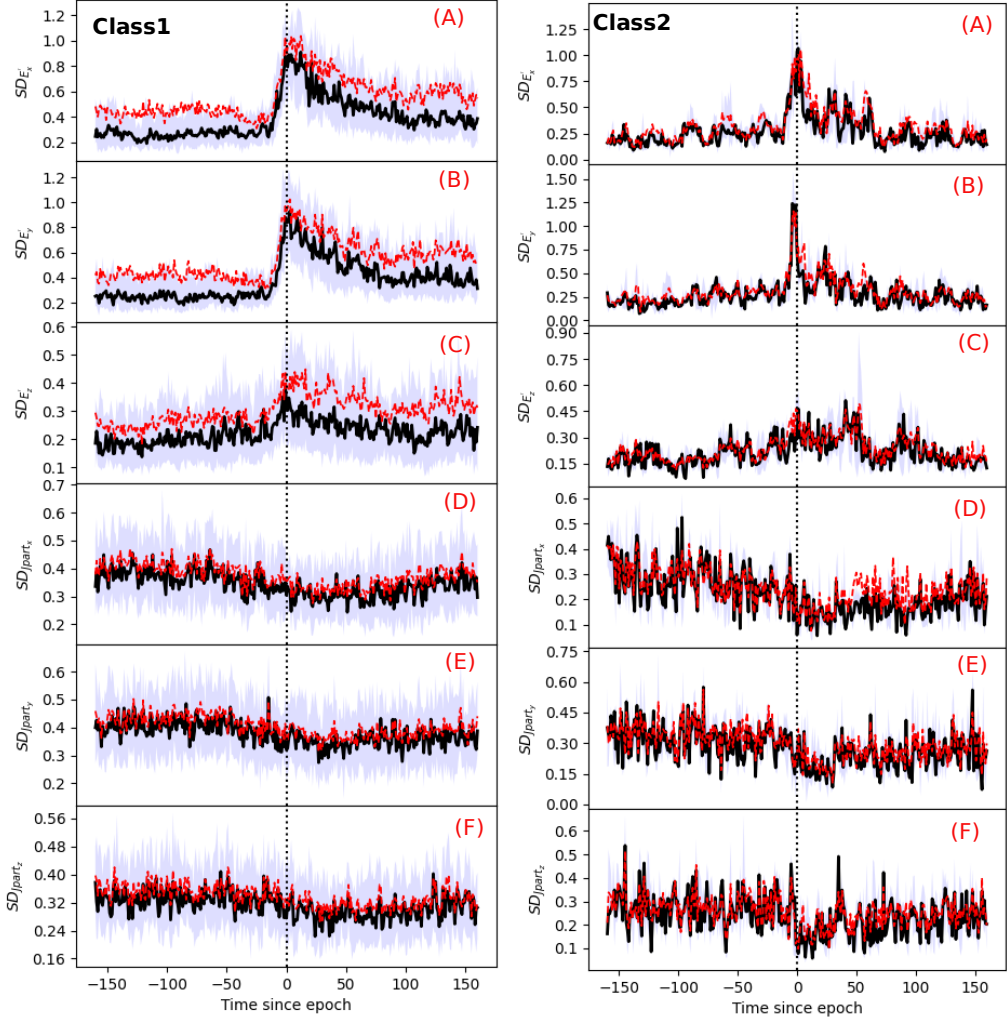 Class1
(A)
SD_{E'_x}
1.2
1.0
0.8
0.6
0.4
0.2
(B)
SD_{E'_y}
1.2
1.0
0.8
0.6
0.4
0.2
(C)
SD_{E'_z}
0.6
0.5
0.4
0.3
0.2
0.1
(D)
SD_{Jpart_x}
0.7
0.6
0.5
0.4
0.3
0.2
(E)
SD_{Jpart_y}
0.6
0.5
0.4
0.3
0.2
(F)
SD_{Jpart_z}
0.56
0.48
0.40
0.32
0.24
0.16
−150 −100 −50 0 50 100 150
Time since epoch
Class2
(A)
SD_{E'_x}
1.25
1.00
0.75
0.50
0.25
0.00
(B)
SD_{E'_y}
1.50
1.25
1.00
0.75
0.50
0.25
0.00
(C)
SD_{E'_z}
0.90
0.75
0.60
0.45
0.30
0.15
(D)
SD_{Jpart_x}
0.6
0.5
0.4
0.3
0.2
0.1
(E)
SD_{Jpart_y}
0.75
0.60
0.45
0.30
0.15
0.00
(F)
SD_{Jpart_z}
0.6
0.5
0.4
0.3
0.2
0.1
−150 −100 −50 0 50 100 150
Time since epoch